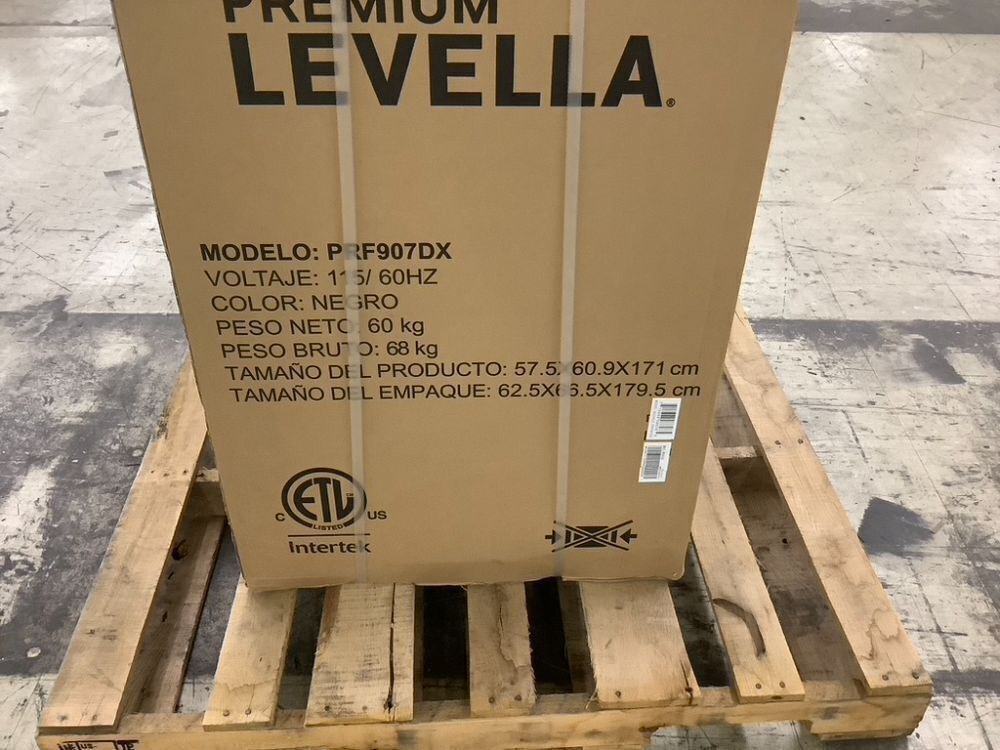 PREMIUM
LEVELLA®
MODELO: PRF907DX
VOLTAJE: 115/ 60HZ
COLOR: NEGRO
PESO NETO: 60 kg
PESO BRUTO: 68 kg
TAMAÑO DEL PRODUCTO: 57.5X60.9X171 cm
TAMAÑO DEL EMPAQUE: 62.5X66.5X179.5 cm
ETL
LISTED
C US
Intertek